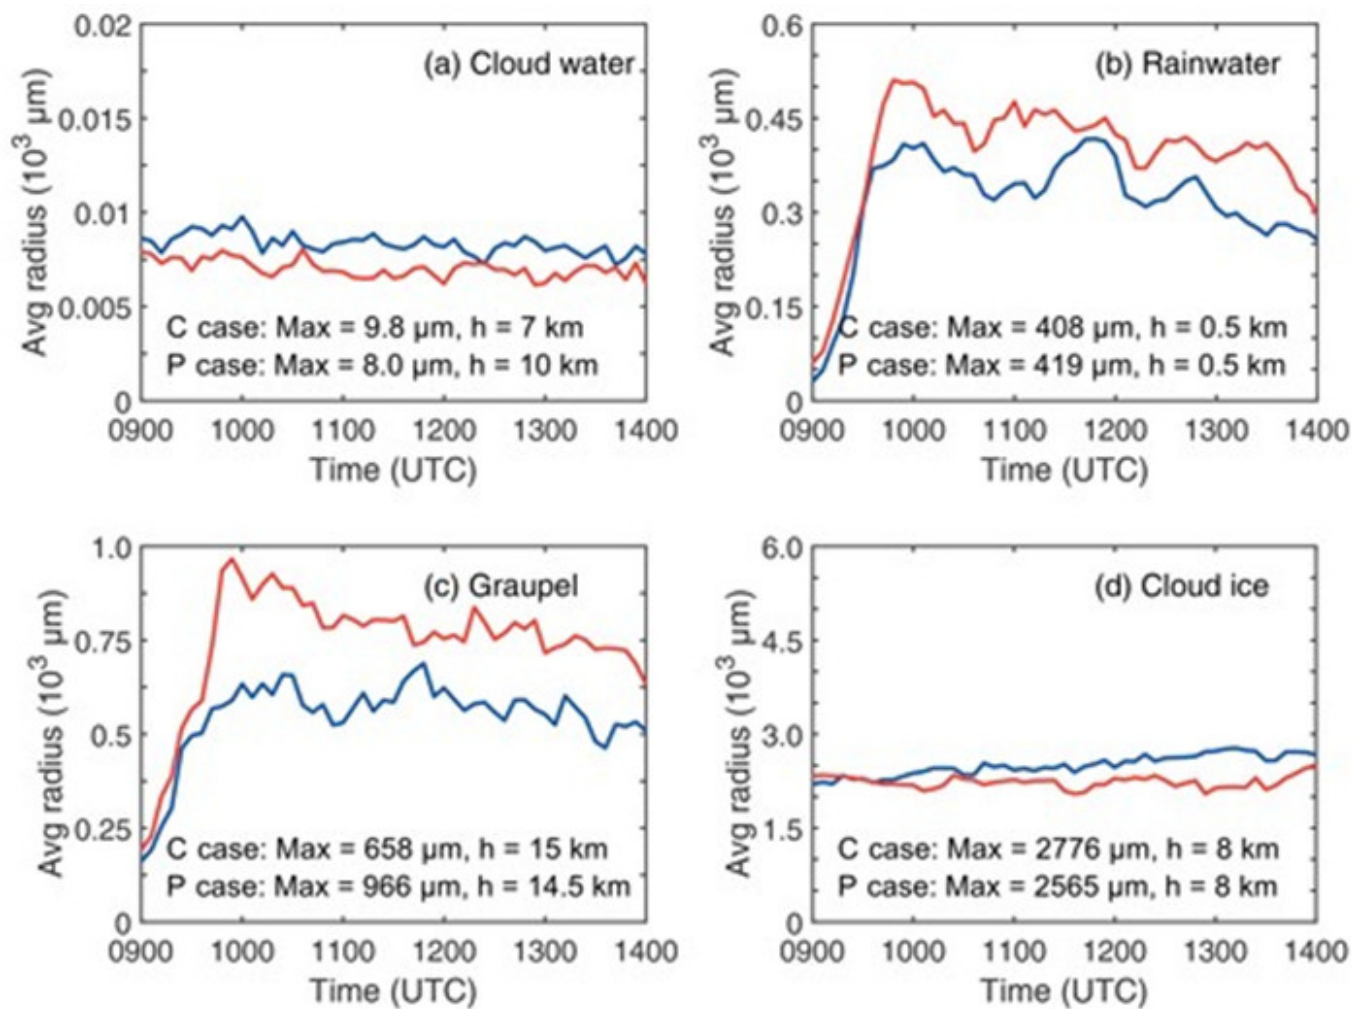 0.02
(a) Cloud water
0.015
0.01
0.005
0
Avg radius (10³ µm)
C case: Max = 9.8 µm, h = 7 km
P case: Max = 8.0 µm, h = 10 km
0900 1000 1100 1200 1300 1400
Time (UTC)
0.6
(b) Rainwater
0.45
0.3
0.15
0
Avg radius (10³ µm)
C case: Max = 408 µm, h = 0.5 km
P case: Max = 419 µm, h = 0.5 km
0900 1000 1100 1200 1300 1400
Time (UTC)
1.0
(c) Graupel
0.75
0.5
0.25
0
Avg radius (10³ µm)
C case: Max = 658 µm, h = 15 km
P case: Max = 966 µm, h = 14.5 km
0900 1000 1100 1200 1300 1400
Time (UTC)
6.0
(d) Cloud ice
4.5
3.0
1.5
0
Avg radius (10³ µm)
C case: Max = 2776 µm, h = 8 km
P case: Max = 2565 µm, h = 8 km
0900 1000 1100 1200 1300 1400
Time (UTC)